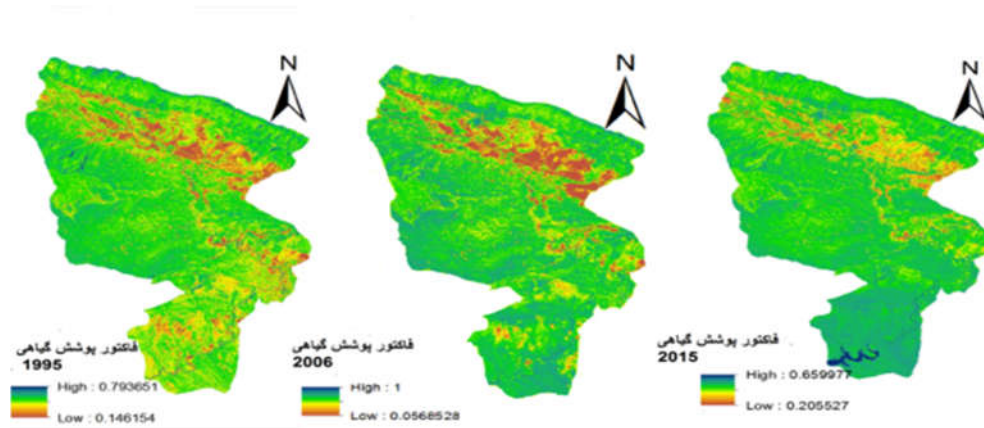 N
N
N
فاکتور پوشش گیاهی
1995
High : 0.793651
Low : 0.146154
فاکتور پوشش گیاهی
2006
High : 1
Low : 0.0568528
فاکتور پوشش گیاهی
2015
High : 0.659977
Low : 0.205527